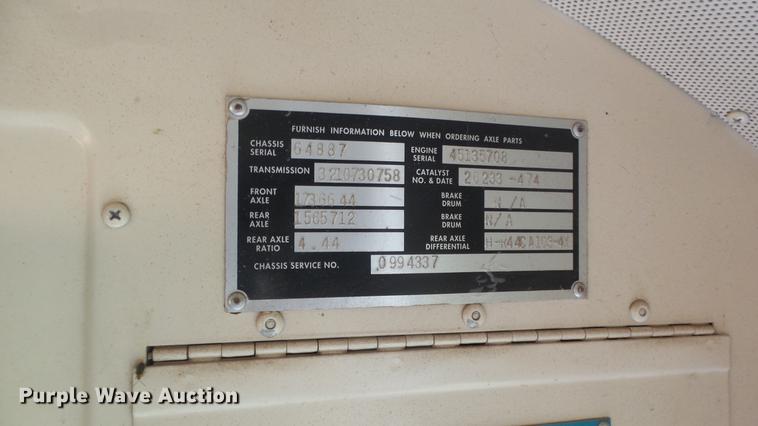 FURNISH INFORMATION BELOW WHEN ORDERING AXLE PARTS
CHASSIS SERIAL 64887 ENGINE SERIAL 45135708
TRANSMISSION 3210730758 CATALYST NO. & DATE 20233-474
FRONT AXLE BRAKE DRUM N/A
REAR AXLE 1565712 BRAKE DRUM N/A
REAR AXLE RATIO 4.44 REAR AXLE DIFFERENTIAL
CHASSIS SERVICE NO. 0994337
Purple Wave Auction